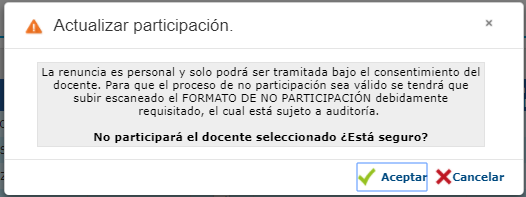 Actualizar participación.
×
La renuncia es personal y solo podrá ser tramitada bajo el consentimiento del
docente. Para que el proceso de no participación sea válido se tendrá que
subir escaneado el FORMATO DE NO PARTICIPACIÓN debidamente
requisitado, el cual está sujeto a auditoría.
No participará el docente seleccionado ¿Está seguro?
Aceptar Cancelar